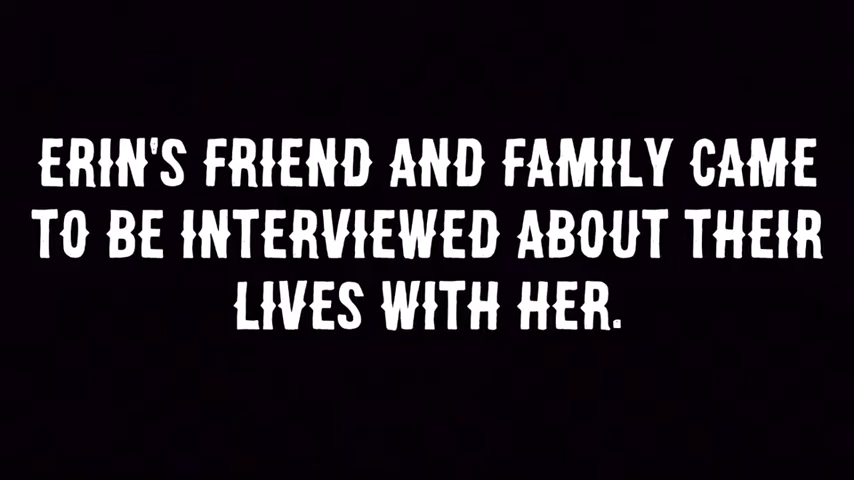 ERIN'S FRIEND AND FAMILY CAME
TO BE INTERVIEWED ABOUT THEIR
LIVES WITH HER.